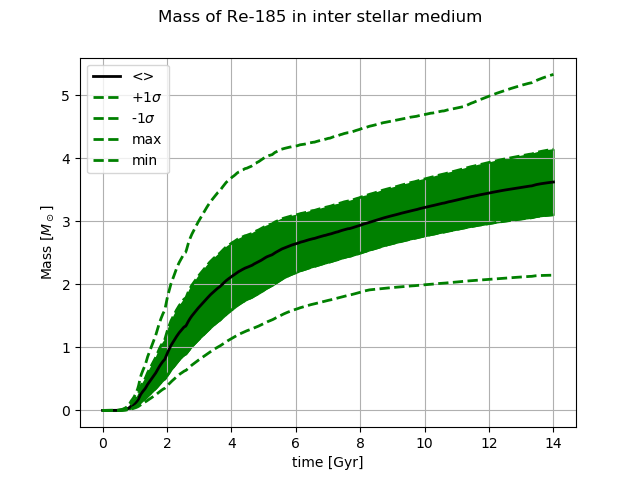 Mass of Re-185 in inter stellar medium
<>
+1σ
-1σ
max
min
Mass [M⊙]
5
4
3
2
1
0
0 2 4 6 8 10 12 14
time [Gyr]